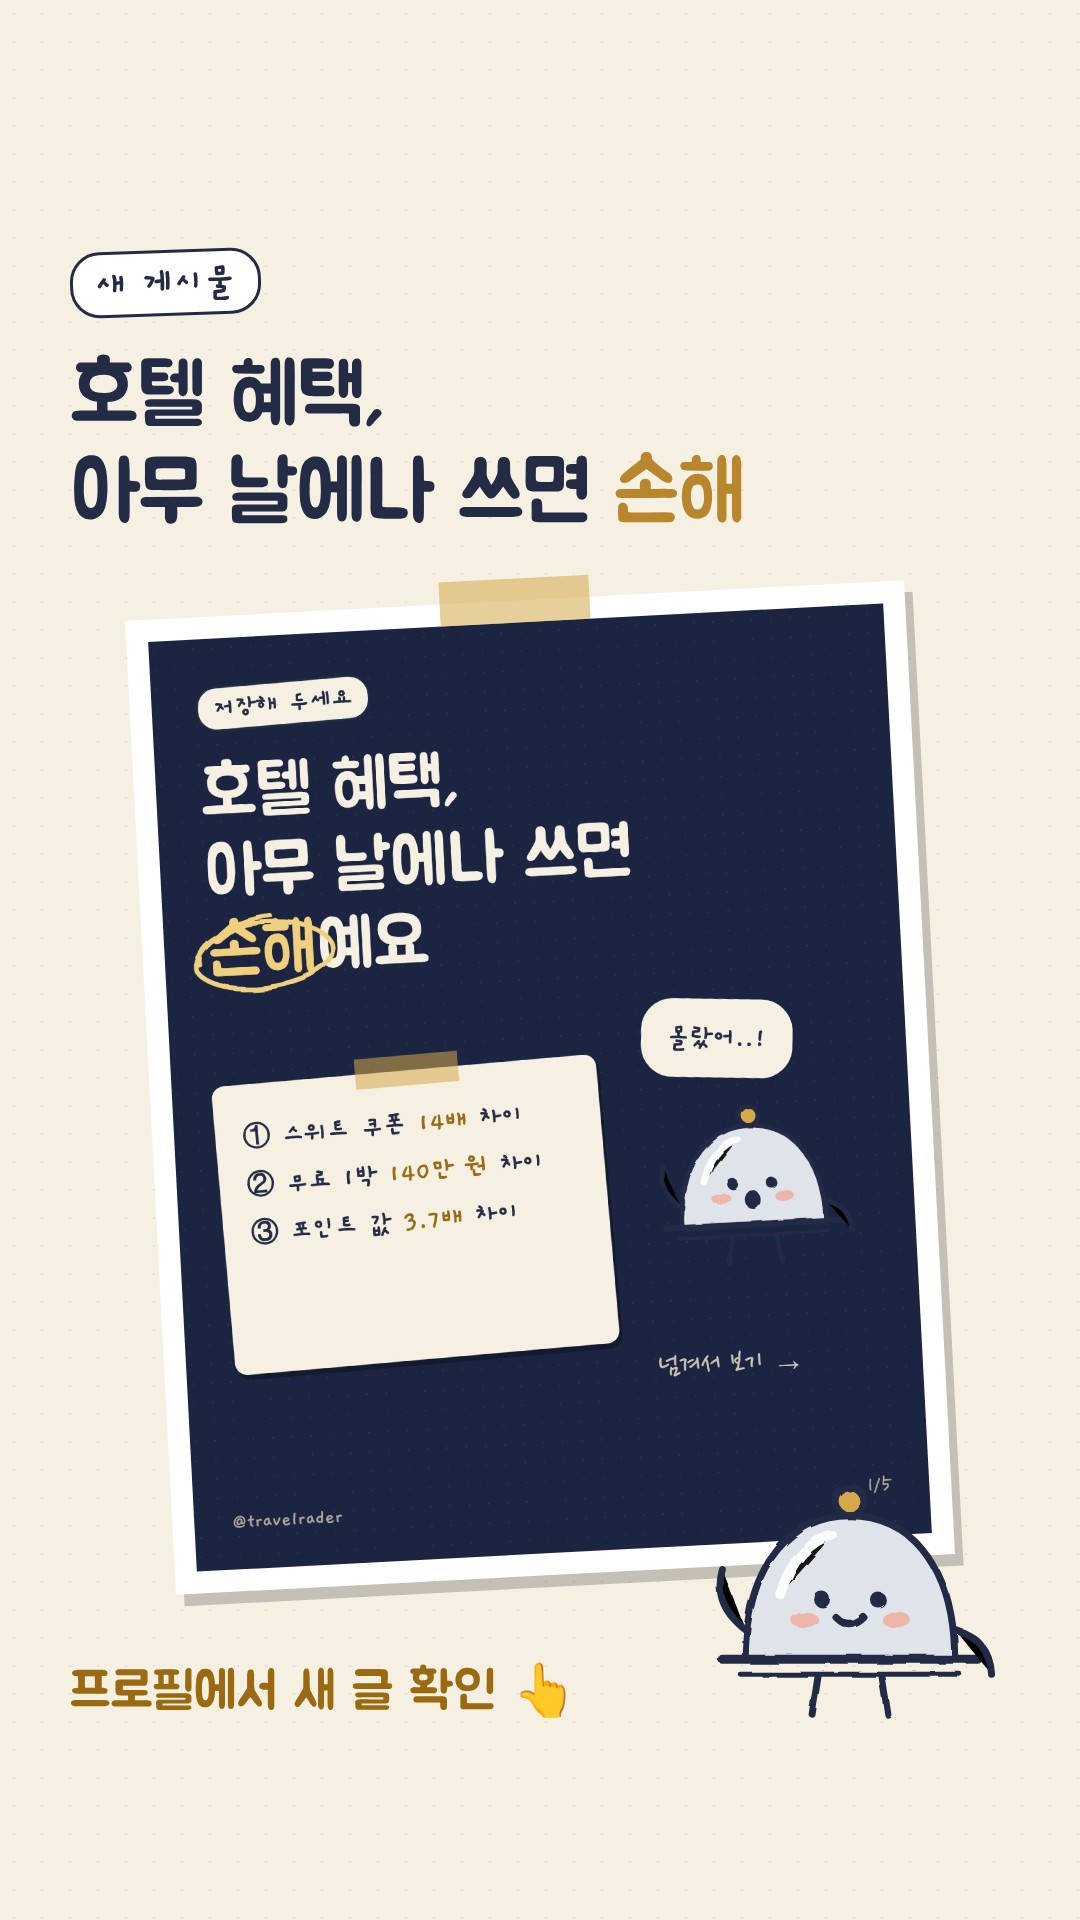 새 게시물
호텔 혜택,
아무 날에나 쓰면 손해
저장해 두세요
호텔 혜택,
아무 날에나 쓰면
손해예요
몰랐어..!
① 스위트 쿠폰 14배 차이
② 무료 1박 140만 원 차이
③ 포인트 값 3.7배 차이
넘겨서 보기 →
1/5
@travelrader
프로필에서 새 글 확인 👆